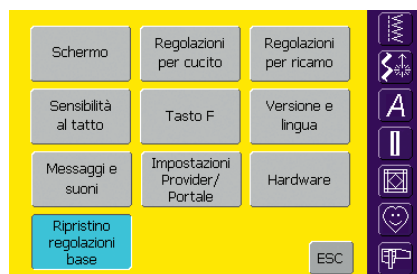 Schermo
Regolazioni
per cucito
Regolazioni
per ricamo
Sensibilità
al tatto
Tasto F
Versione e
lingua
Messaggi e
suoni
Impostazioni
Provider/
Portale
Hardware
Ripristino
regolazioni
base
ESC
A